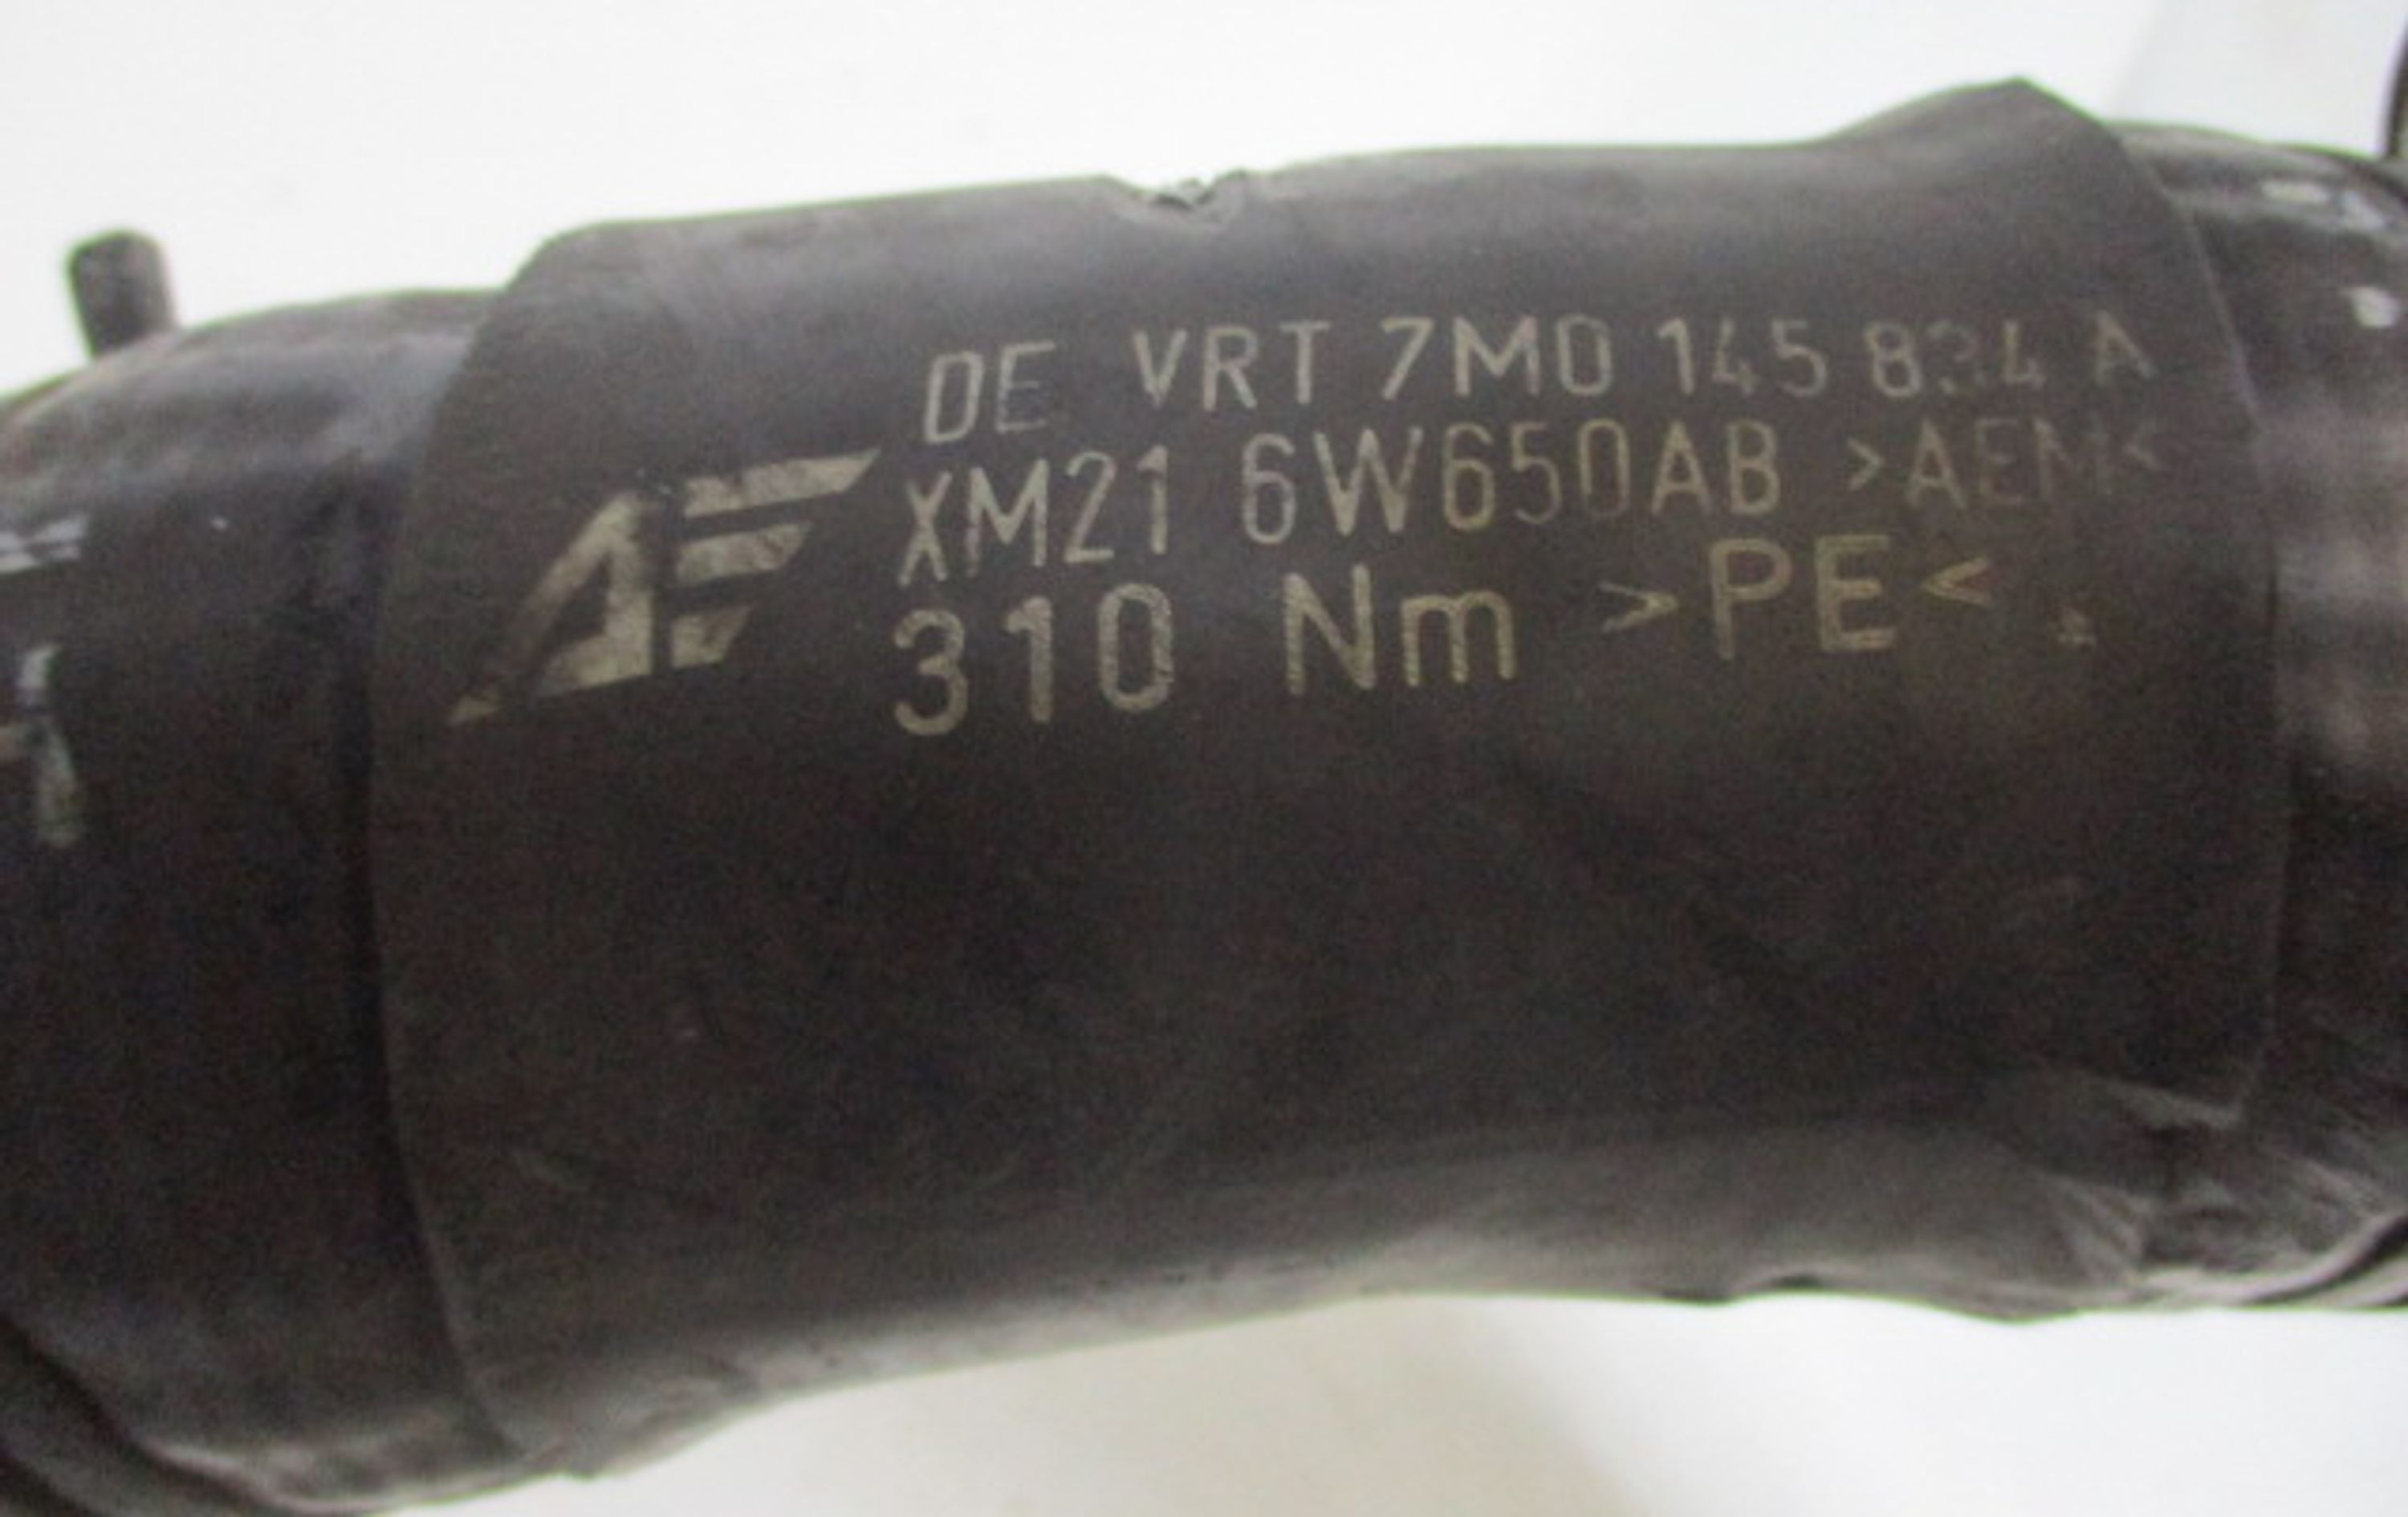 DE VRT 7M0 145 834 A
XM21 6W650AB >AEM<
310 Nm >PE<